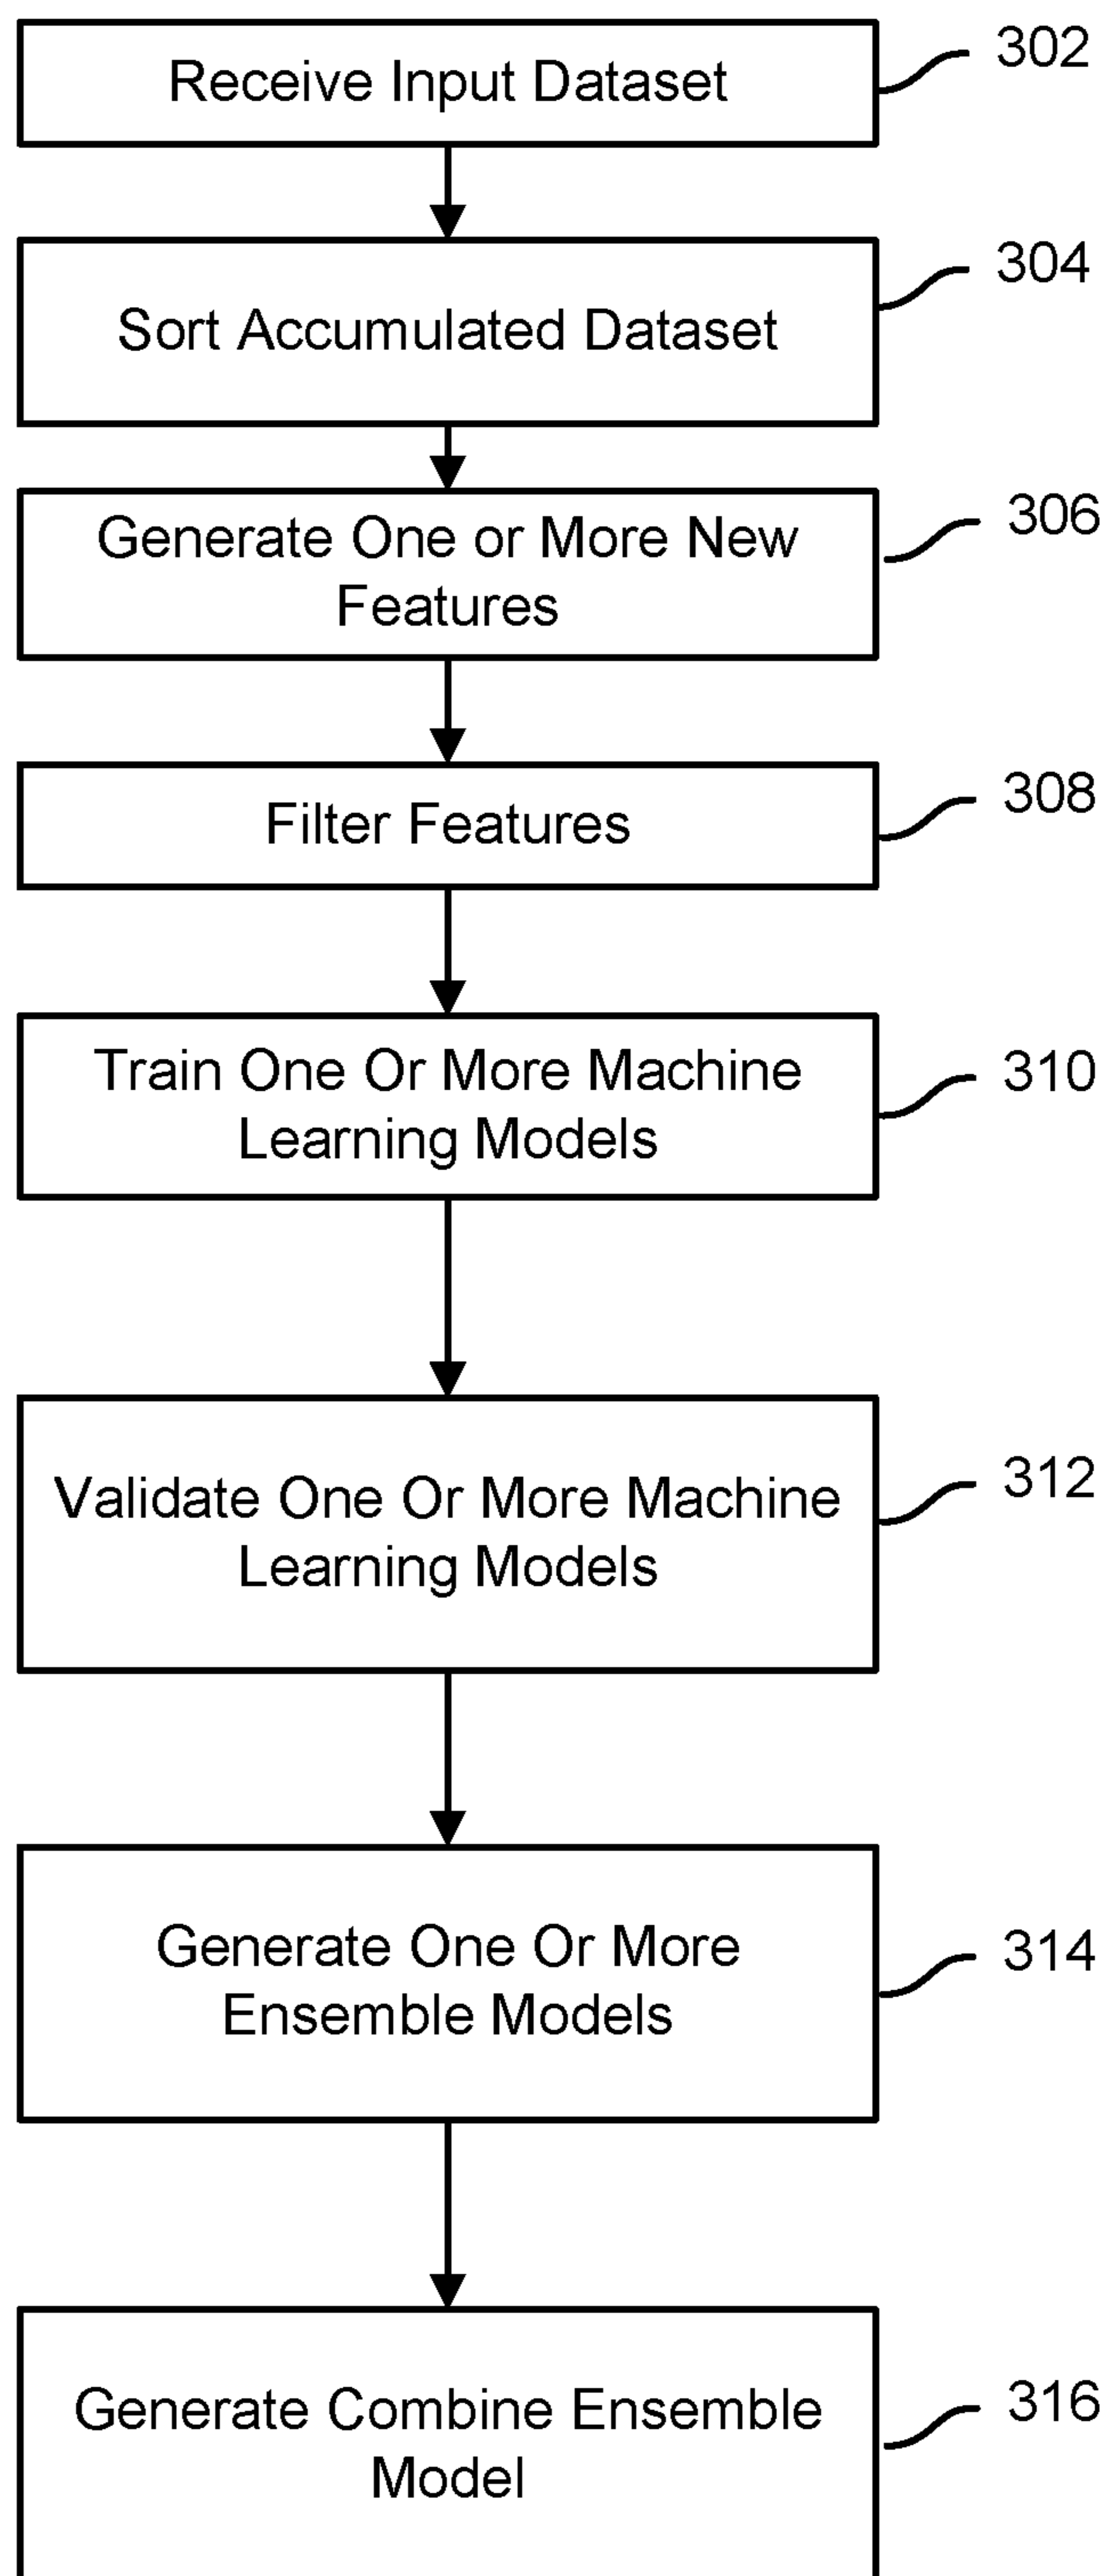 Receive Input Dataset
302
Sort Accumulated Dataset
304
Generate One or More New
Features
306
Filter Features
308
Train One Or More Machine
Learning Models
310
Validate One Or More Machine
Learning Models
312
Generate One Or More
Ensemble Models
314
Generate Combine Ensemble
Model
316